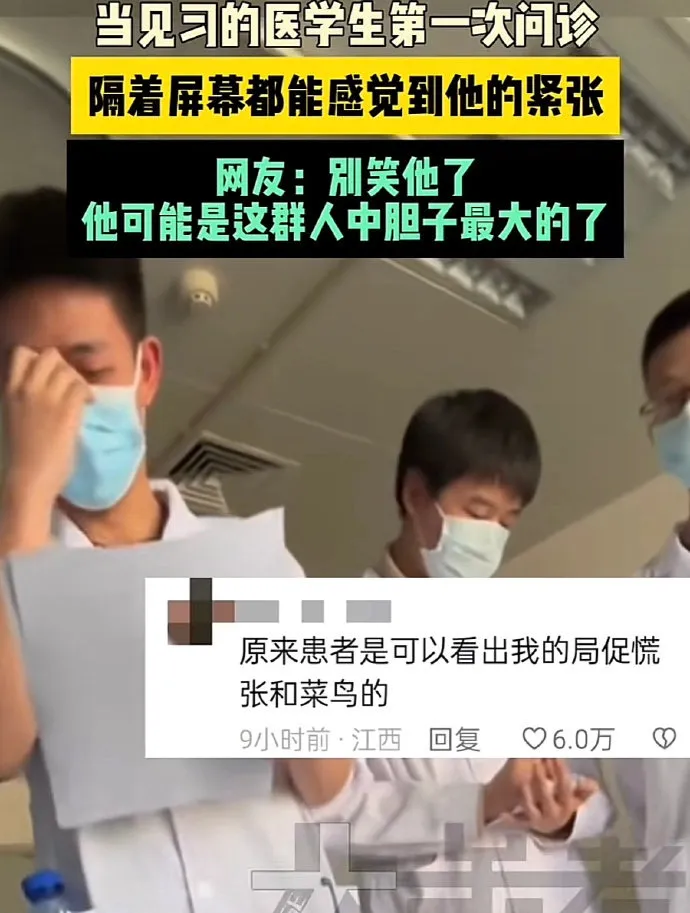 当见习的医学生第一次问诊
隔着屏幕都能感觉到他的紧张
网友：别笑他了
他可能是这群人中胆子最大的了
原来患者是可以看出我的局促慌
张和菜鸟的
9小时前·江西 回复 6.0万